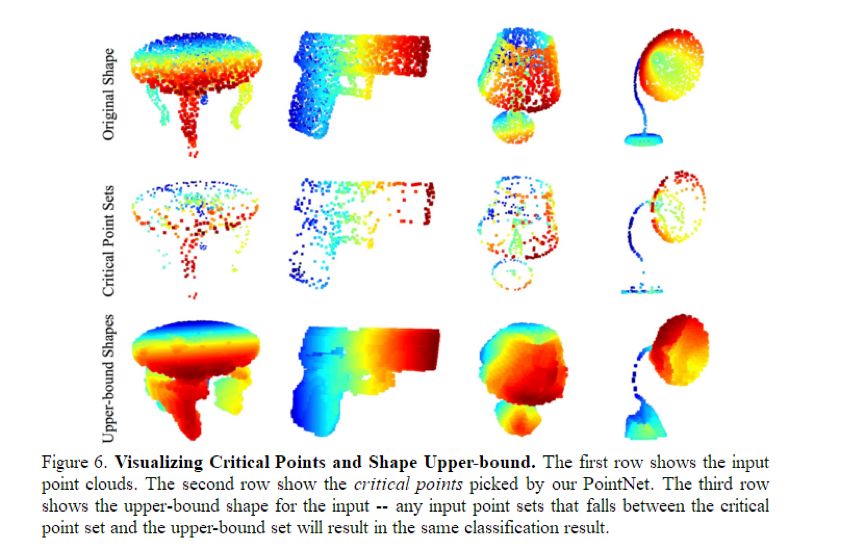 Original Shape
Critical Point Sets
Upper-bound Shapes
Figure 6. Visualizing Critical Points and Shape Upper-bound. The first row shows the input
point clouds. The second row show the critical points picked by our PointNet. The third row
shows the upper-bound shape for the input -- any input point sets that falls between the critical
point set and the upper-bound set will result in the same classification result.